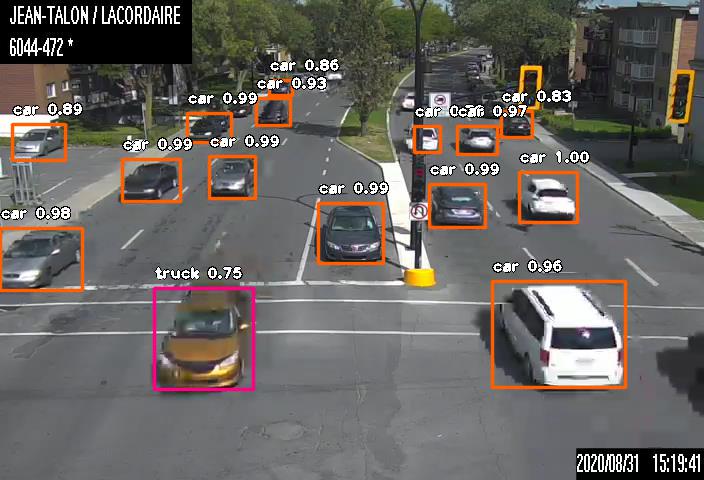 JEAN-TALON / LACORDAIRE
6044-472 *
car 0.86
car 0.93
car 0.99
car 0.89
car 0.83
car 0.97
car 0.99
car 0.99
car 0.99
car 1.00
car 0.99
car 0.98
truck 0.75
car 0.96
2020/08/31 15:19:41